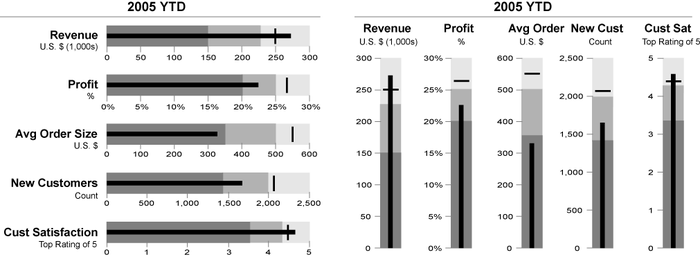 2005 YTD
Revenue
U.S. $ (1,000s)
0 50 100 150 200 250 300
Profit
%
0% 5% 10% 15% 20% 25% 30%
Avg Order Size
U.S. $
0 100 200 300 400 500 600
New Customers
Count
0 500 1,000 1,500 2,000 2,500
Cust Satisfaction
Top Rating of 5
0 1 2 3 4 5
2005 YTD
Revenue Profit Avg Order New Cust Cust Sat
U.S. $ (1,000s) % U.S. $ Count Top Rating of 5
300 30% 600 2,500 5
250 25% 500 2,000 4
200 20% 400 1,500 3
150 15% 300 1,000 2
100 10% 200 500 1
50 5% 100
0 0% 0 0 0